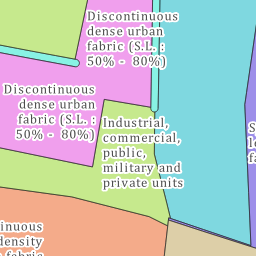 Discontinuous
dense urban
fabric (S.L. :
50% - 80%)
Discontinuous
dense urban
fabric (S.L. :
50% - 80%)
Industrial,
commercial,
public,
military and
private units